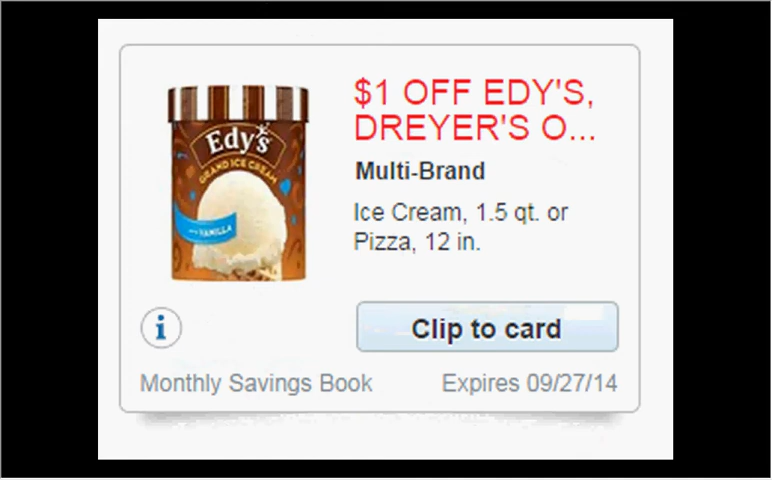 $1 OFF EDY'S,
DREYER'S O...
Multi-Brand
Ice Cream, 1.5 qt. or
Pizza, 12 in.
Edy's
GRAND ICE CREAM
VANILLA
i
Clip to card
Monthly Savings Book
Expires 09/27/14